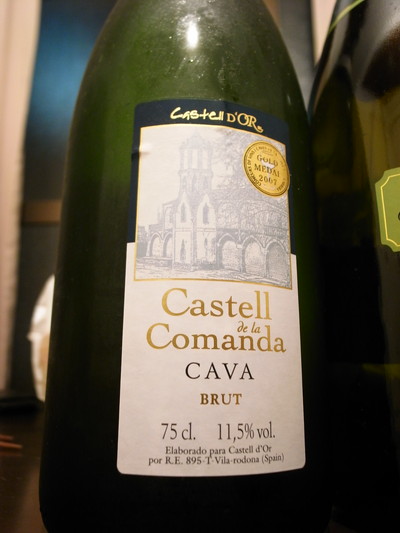 Castell D'OR
GOLD
MEDAL
2007
Castell
de la
Comanda
CAVA
BRUT
75 cl. 11,5% vol.
Elaborado para Castell d'Or
por R.E. 895-T Vila-rodona (Spain)